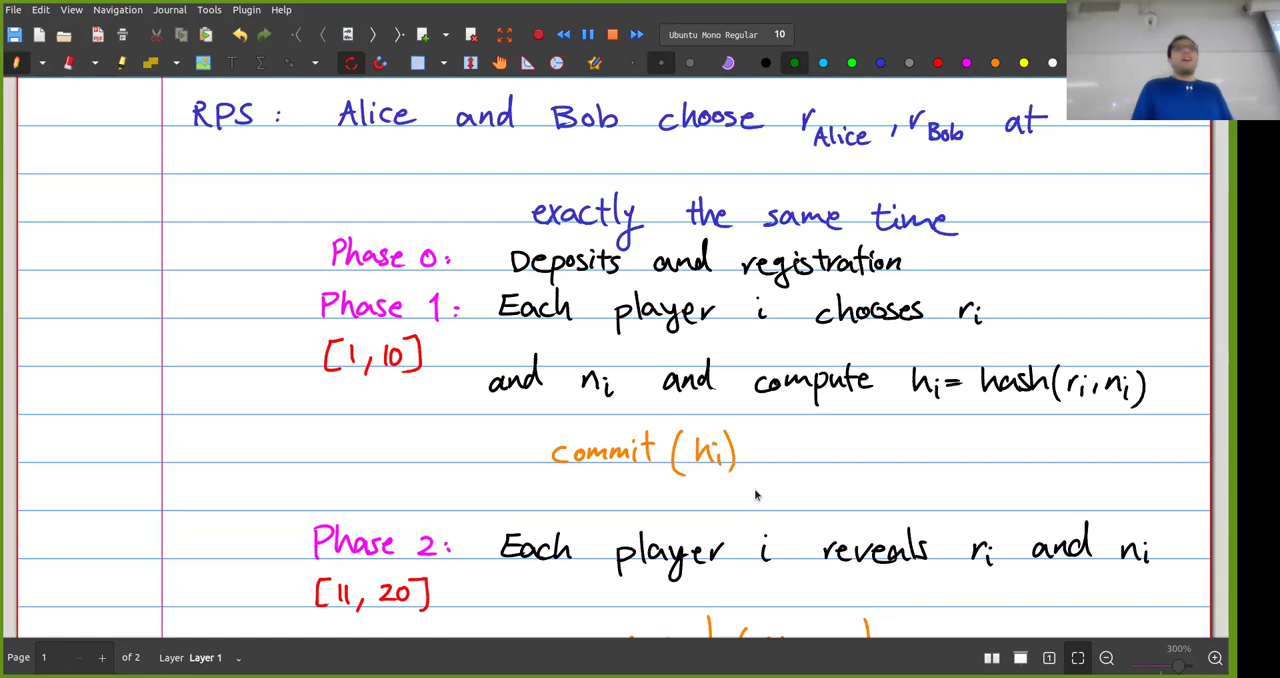 File Edit View Navigation Journal Tools Plugin Help
Ubuntu Mono Regular 10
RPS : Alice and Bob choose r_Alice , r_Bob at
exactly the same time
Phase 0: Deposits and registration
Phase 1: Each player i chooses r_i
[1, 10]
and n_i and compute h_i = hash(r_i, n_i)
commit (h_i)
Phase 2: Each player i reveals r_i and n_i
[11, 20]
Page 1 of 2 Layer Layer 1 300%